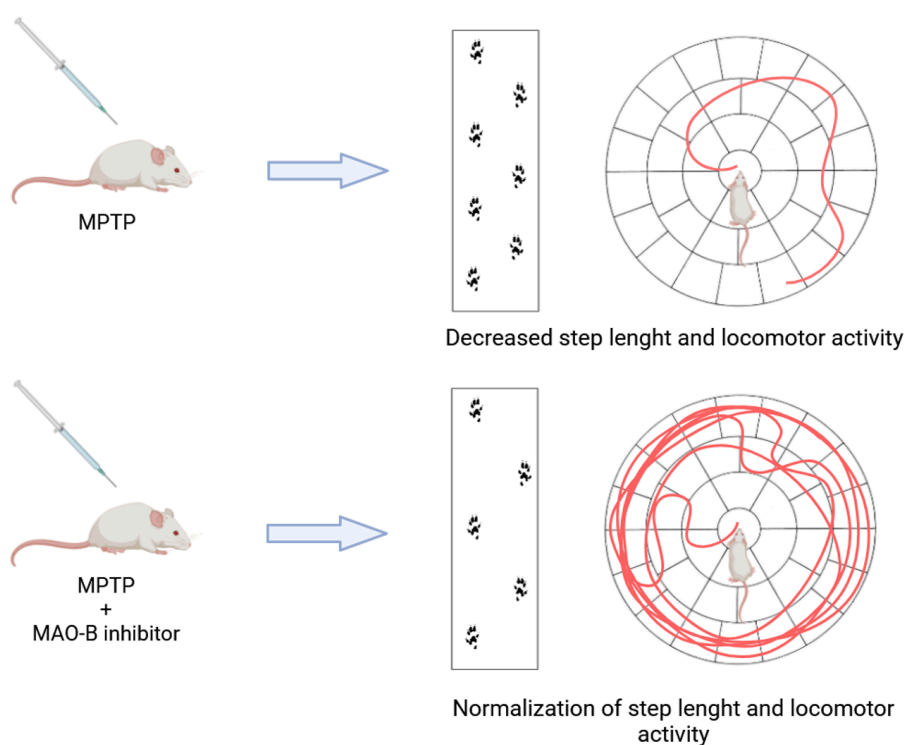 MPTP
Decreased step lenght and locomotor activity
MPTP
+
MAO-B inhibitor
Normalization of step lenght and locomotor
activity